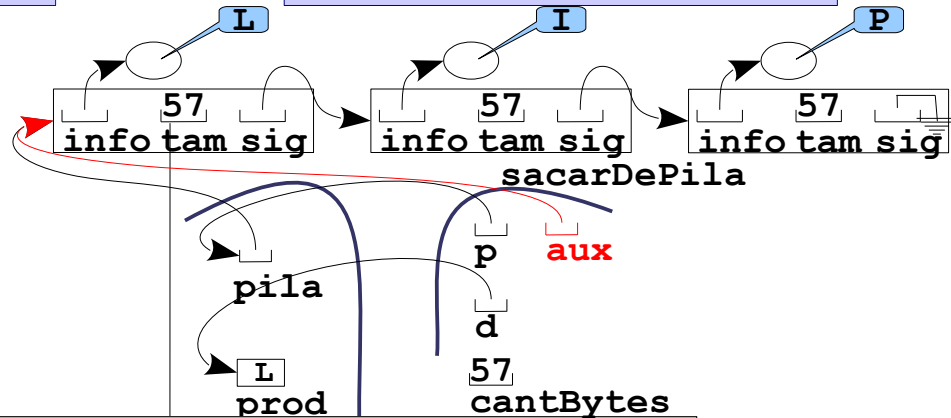 L I P
57 57 57
info tam sig info tam sig info tam sig
sacarDePila
p aux
pila
d
L 57
prod cantBytes